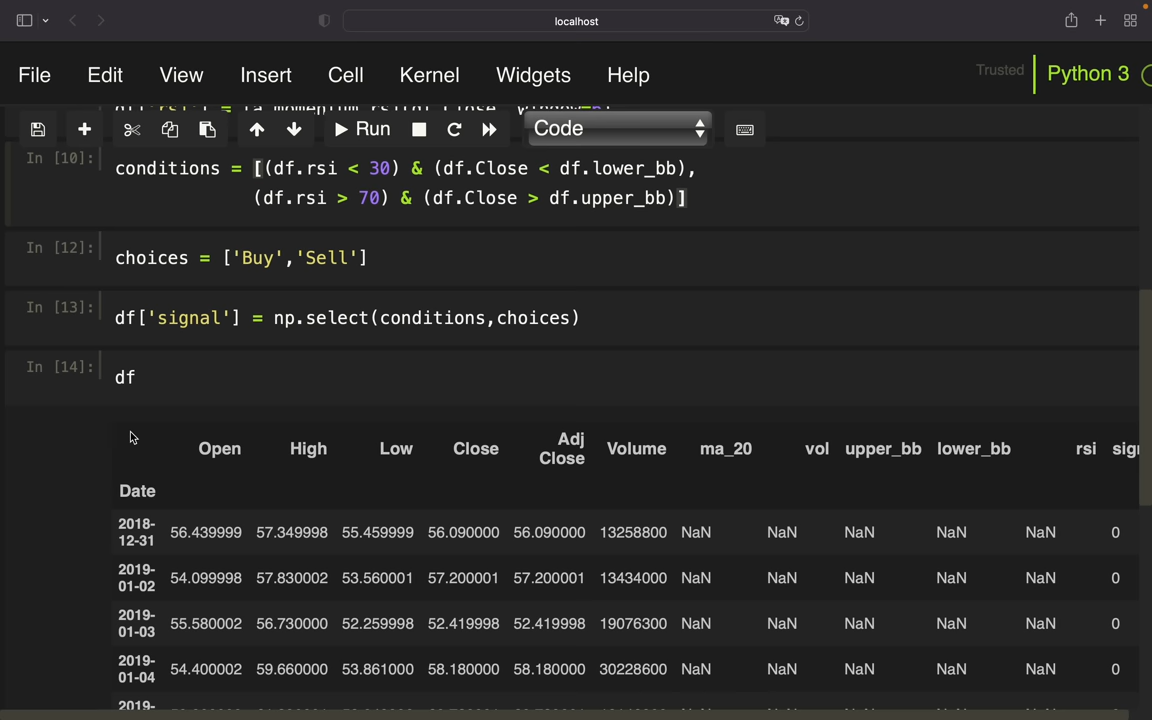 localhost
File Edit View Insert Cell Kernel Widgets Help Trusted Python 3
Run Code
In [10]: conditions = [(df.rsi < 30) & (df.Close < df.lower_bb),
(df.rsi > 70) & (df.Close > df.upper_bb)]
In [12]: choices = ['Buy','Sell']
In [13]: df['signal'] = np.select(conditions,choices)
In [14]: df
Open High Low Close Adj Close Volume ma_20 vol upper_bb lower_bb rsi
Date
2018-12-31 56.439999 57.349998 55.459999 56.090000 56.090000 13258800 NaN NaN NaN NaN NaN 0
2019-01-02 54.099998 57.830002 53.560001 57.200001 57.200001 13434000 NaN NaN NaN NaN NaN 0
2019-01-03 55.580002 56.730000 52.259998 52.419998 52.419998 19076300 NaN NaN NaN NaN NaN 0
2019-01-04 54.400002 59.660000 53.861000 58.180000 58.180000 30228600 NaN NaN NaN NaN NaN 0
2019-